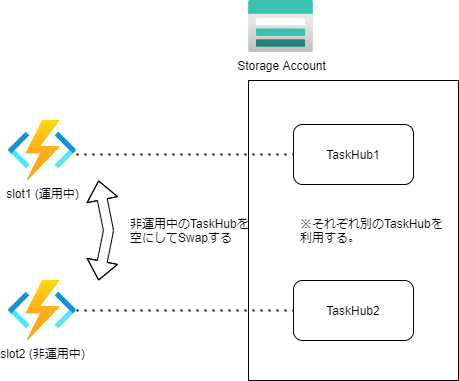 Storage Account
TaskHub1
slot1 (運用中)
非運用中のTaskHubを
空にしてSwapする
※それぞれ別のTaskHubを
利用する。
TaskHub2
slot2 (非運用中)